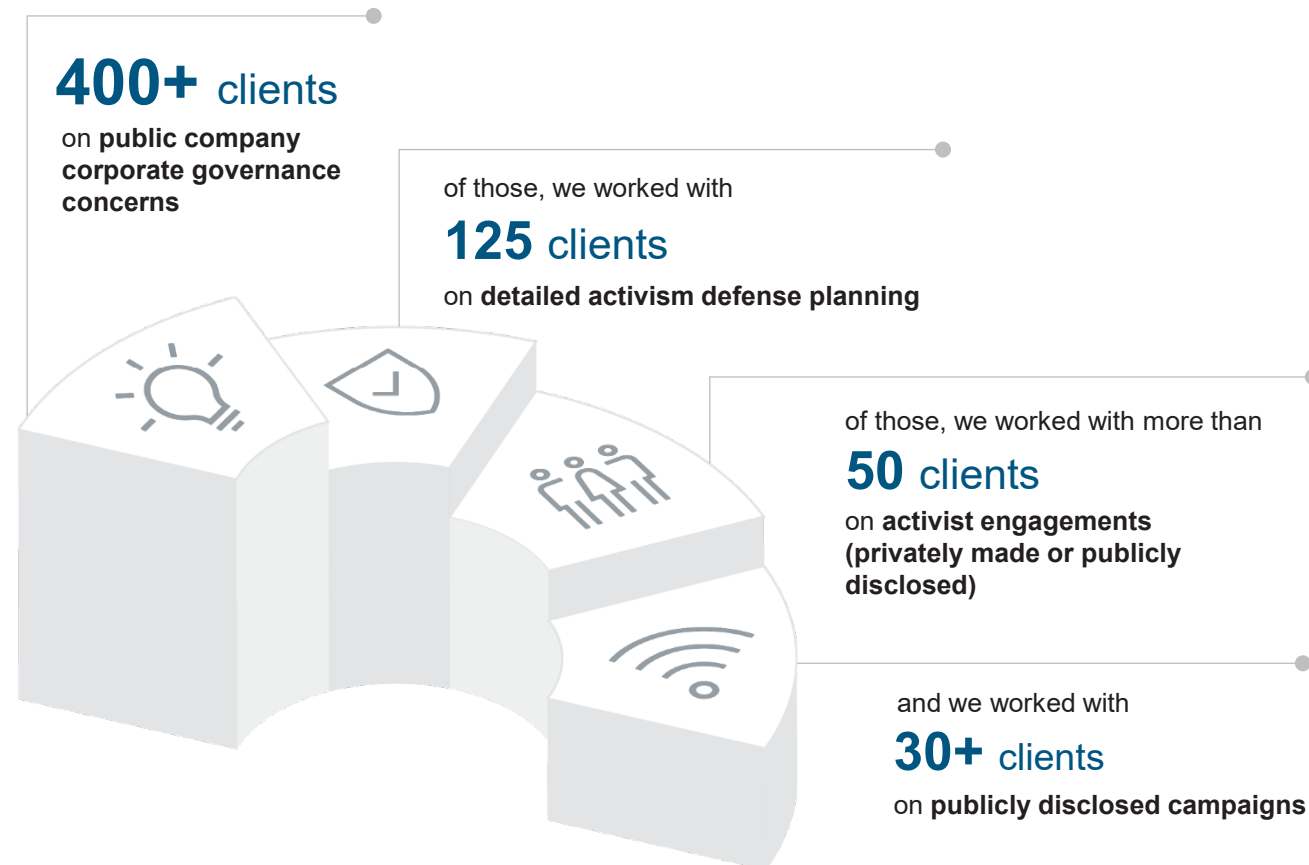 400+ clients
on public company
corporate governance
concerns
of those, we worked with
125 clients
on detailed activism defense planning
of those, we worked with more than
50 clients
on activist engagements
(privately made or publicly
disclosed)
and we worked with
30+ clients
on publicly disclosed campaigns